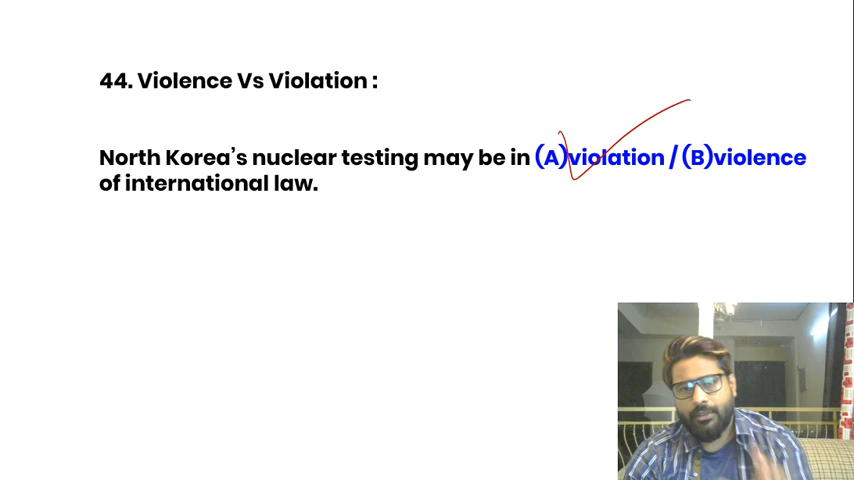 44. Violence Vs Violation :
North Korea’s nuclear testing may be in (A)violation / (B)violence
of international law.